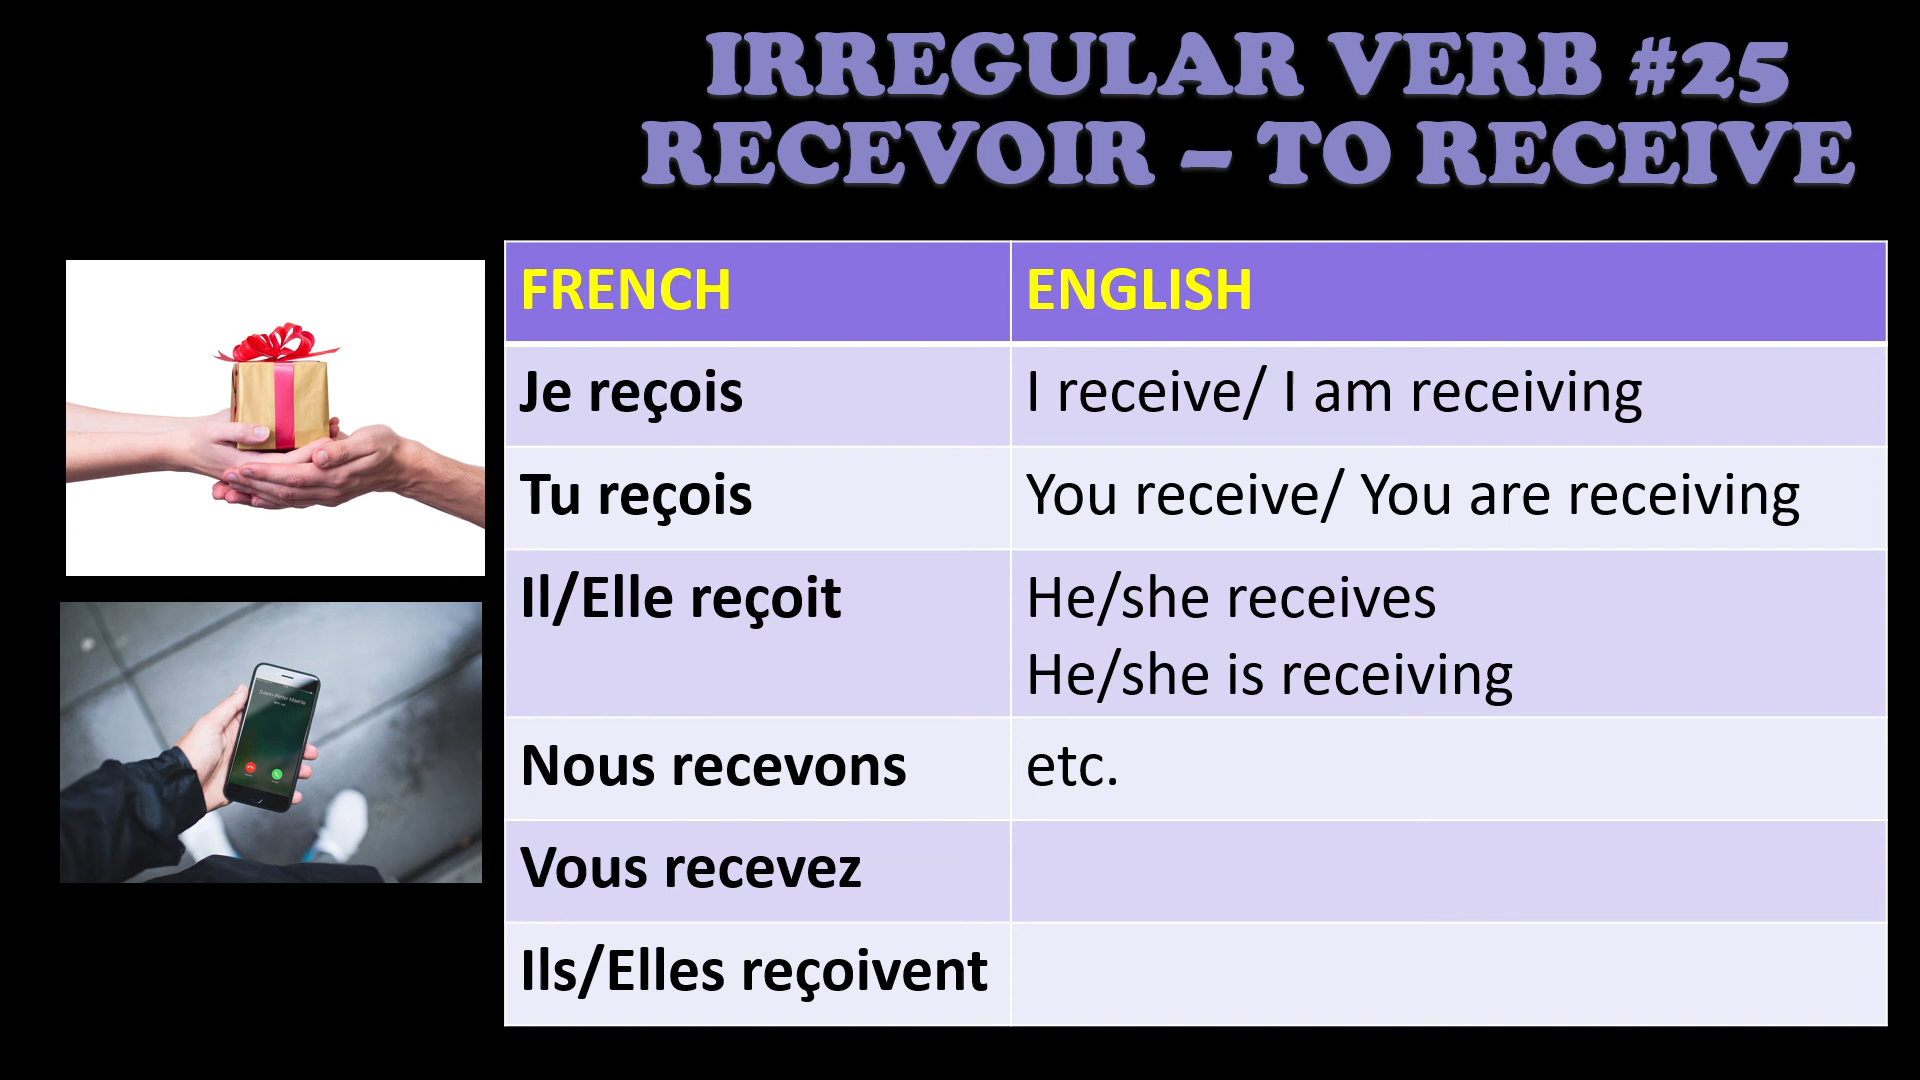 IRREGULAR VERB #25
RECEVOIR – TO RECEIVE
FRENCH ENGLISH
Je reçois I receive/ I am receiving
Tu reçois You receive/ You are receiving
Il/Elle reçoit He/she receives
He/she is receiving
Nous recevons etc.
Vous recevez
Ils/Elles reçoivent